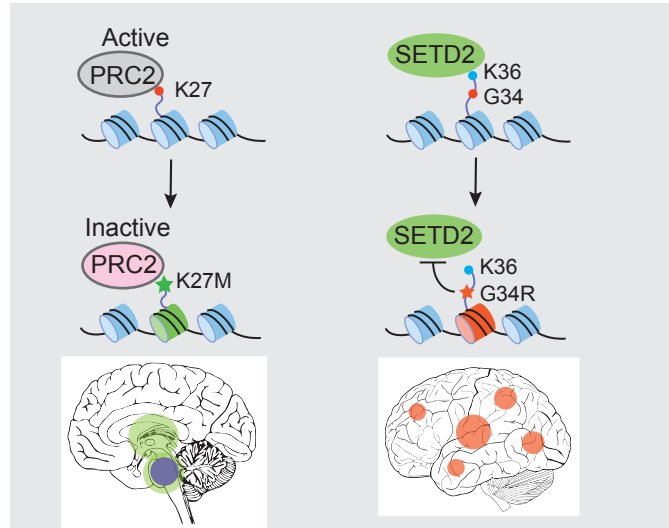 Active
PRC2
K27
SETD2
K36
G34
Inactive
PRC2
K27M
SETD2
K36
G34R